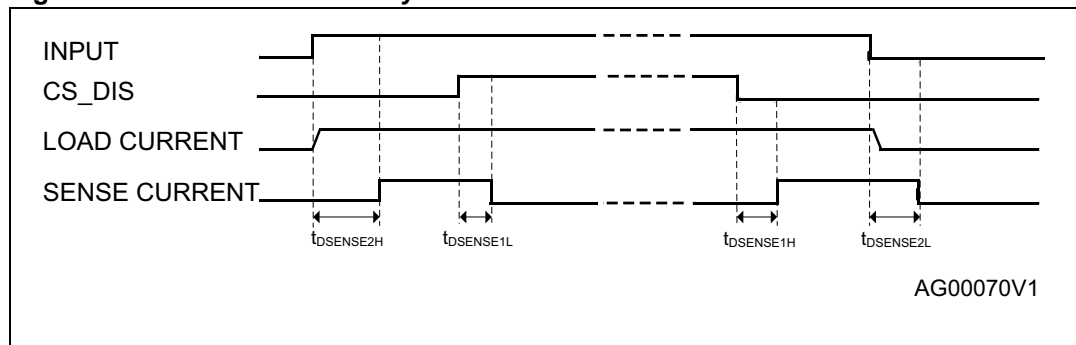 INPUT
CS_DIS
LOAD CURRENT
SENSE CURRENT
tDSENSE2H tDSENSE1L tDSENSE1H tDSENSE2L
AG00070V1